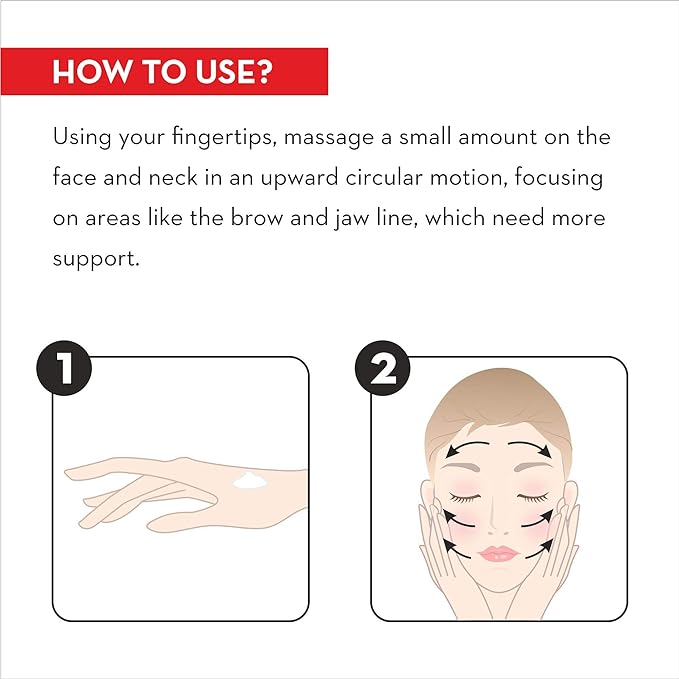 HOW TO USE?
Using your fingertips, massage a small amount on the
face and neck in an upward circular motion, focusing
on areas like the brow and jaw line, which need more
support.
1
2